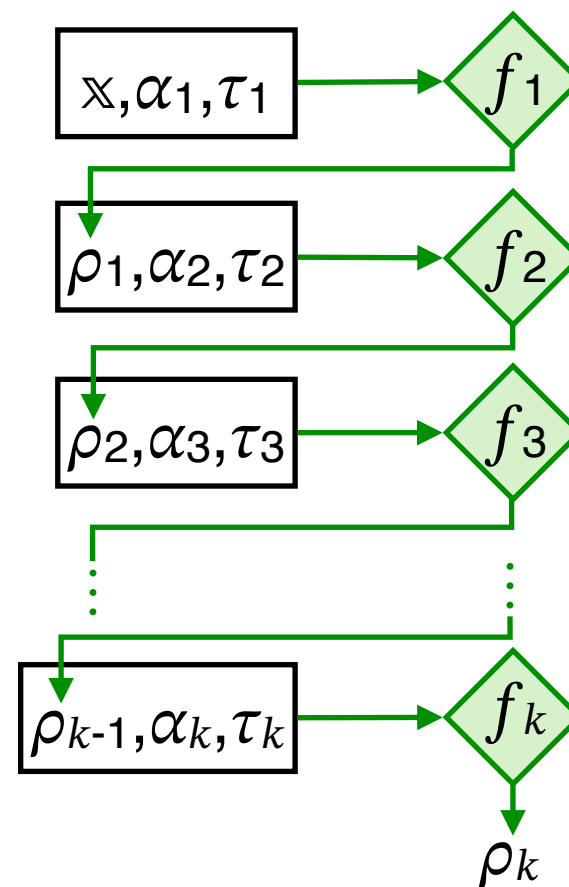 𝕩,α₁,τ₁ f₁
ρ₁,α₂,τ₂ f₂
ρ₂,α₃,τ₃ f₃
ρₖ₋₁,αₖ,τₖ fₖ
ρₖ